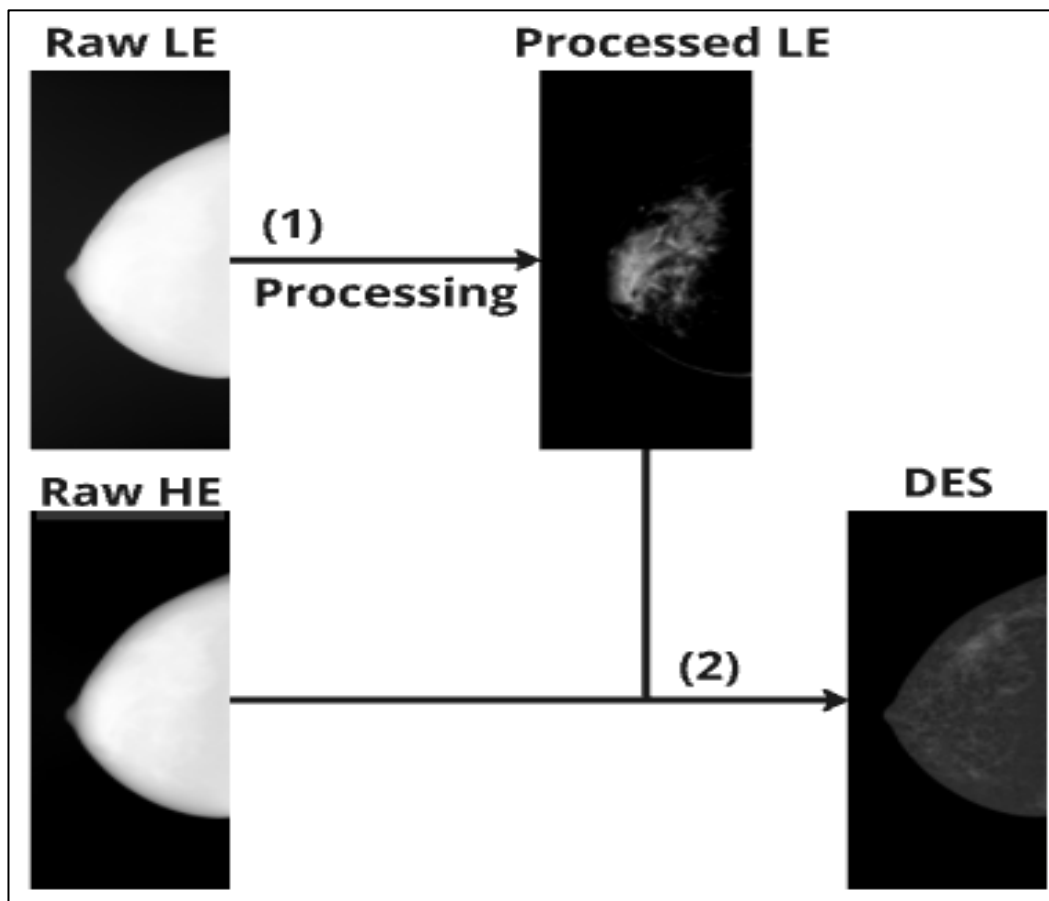 Raw LE
Processed LE
(1)
Processing
Raw HE
DES
(2)